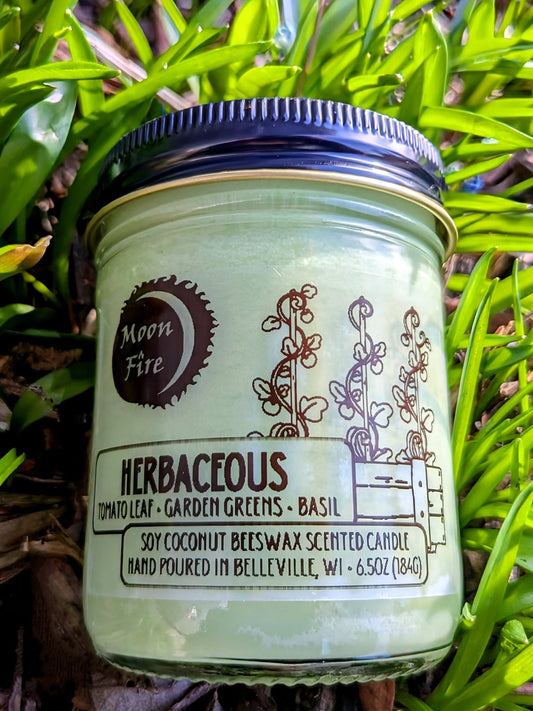 Moon
&
Fire
HERBACEOUS
TOMATO LEAF • GARDEN GREENS • BASIL
SOY COCONUT BEESWAX SCENTED CANDLE
HAND POURED IN BELLEVILLE, WI • 6.5OZ (184G)